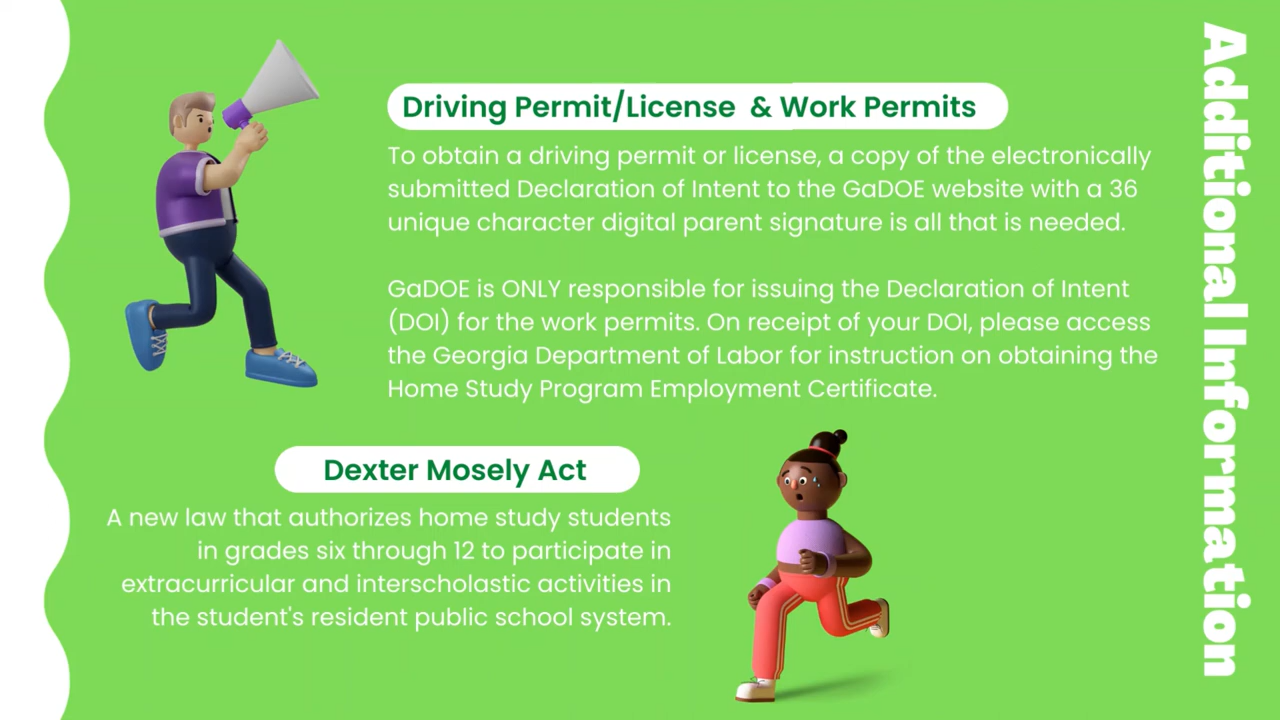 Additional Information
Driving Permit/License & Work Permits
To obtain a driving permit or license, a copy of the electronically
submitted Declaration of Intent to the GaDOE website with a 36
unique character digital parent signature is all that is needed.
GaDOE is ONLY responsible for issuing the Declaration of Intent
(DOI) for the work permits. On receipt of your DOI, please access
the Georgia Department of Labor for instruction on obtaining the
Home Study Program Employment Certificate.
Dexter Mosely Act
A new law that authorizes home study students
in grades six through 12 to participate in
extracurricular and interscholastic activities in
the student's resident public school system.